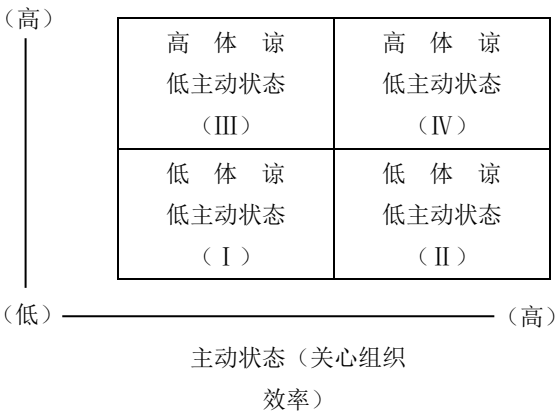 （高）
高 体 谅 高 体 谅
低主动状态 低主动状态
（Ⅲ） （Ⅳ）
低 体 谅 低 体 谅
低主动状态 低主动状态
（Ⅰ） （Ⅱ）
（低） （高）
主动状态（关心组织
效率）